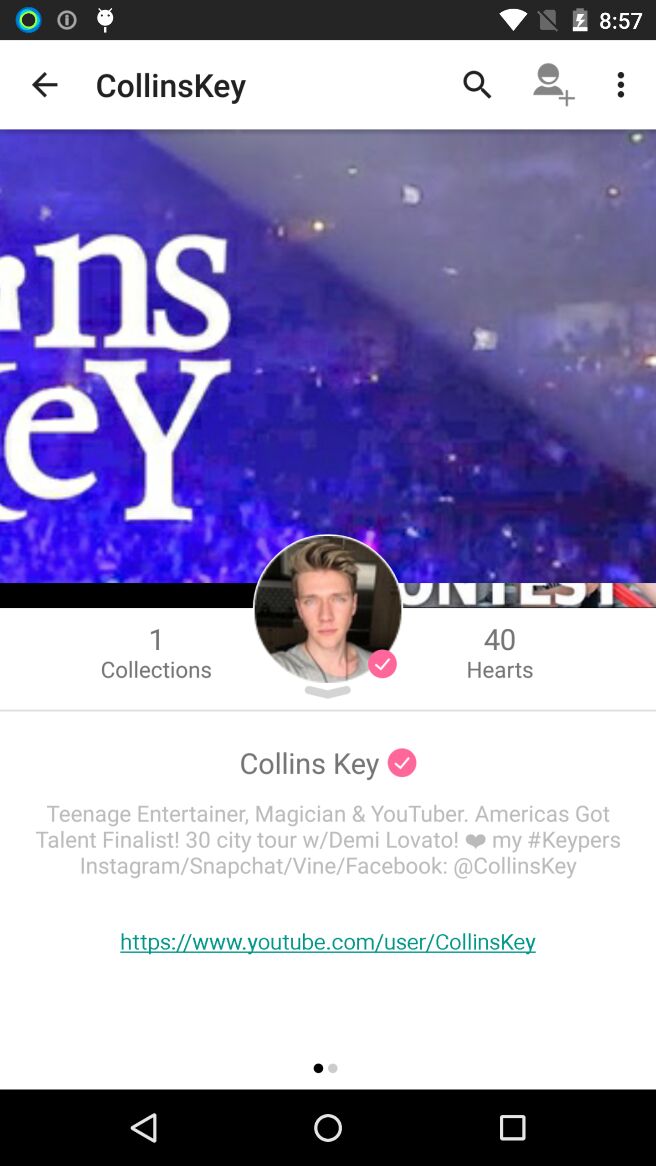 8:57
CollinsKey
ns
eY
ONTEST
1
Collections
40
Hearts
Collins Key
Teenage Entertainer, Magician & YouTuber. Americas Got
Talent Finalist! 30 city tour w/Demi Lovato! ❤ my #Keypers
Instagram/Snapchat/Vine/Facebook: @CollinsKey
https://www.youtube.com/user/CollinsKey